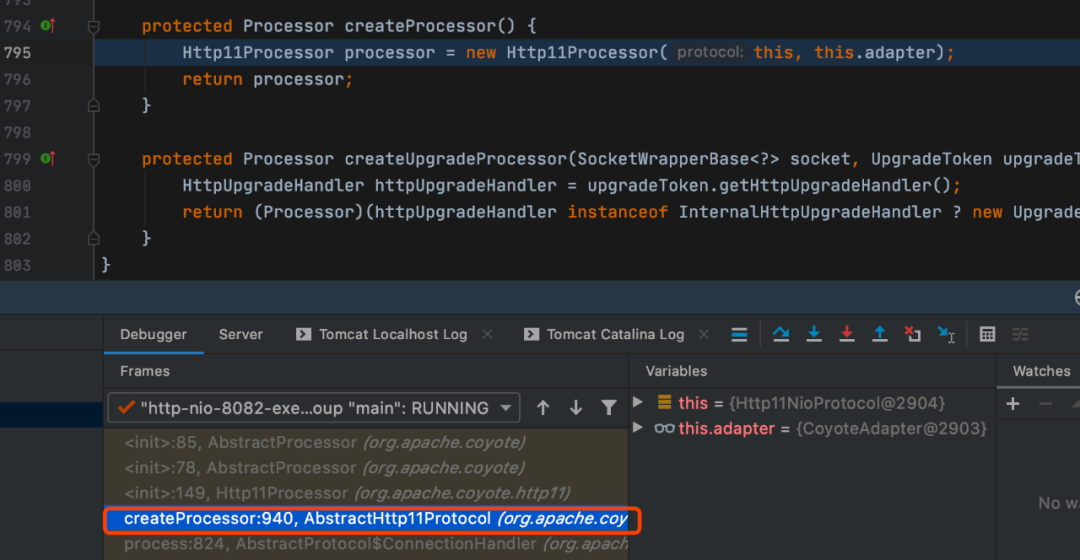 793
794 protected Processor createProcessor() {
795 Http11Processor processor = new Http11Processor( protocol: this, this.adapter);
796 return processor;
797 }
798
799 protected Processor createUpgradeProcessor(SocketWrapperBase<?> socket, UpgradeToken upgradeT
800 HttpUpgradeHandler httpUpgradeHandler = upgradeToken.getHttpUpgradeHandler();
801 return (Processor)(httpUpgradeHandler instanceof InternalHttpUpgradeHandler ? new Upgrade
802 }
803 }
Debugger Server Tomcat Localhost Log Tomcat Catalina Log
Frames Variables Watches
"http-nio-8082-exe...oup "main": RUNNING
this = {Http11NioProtocol@2904}
this.adapter = {CoyoteAdapter@2903}
<init>:85, AbstractProcessor (org.apache.coyote)
<init>:78, AbstractProcessor (org.apache.coyote)
<init>:149, Http11Processor (org.apache.coyote.http11)
createProcessor:940, AbstractHttp11Protocol (org.apache.coy
process:824, AbstractProtocol$ConnectionHandler (org.apach
No w